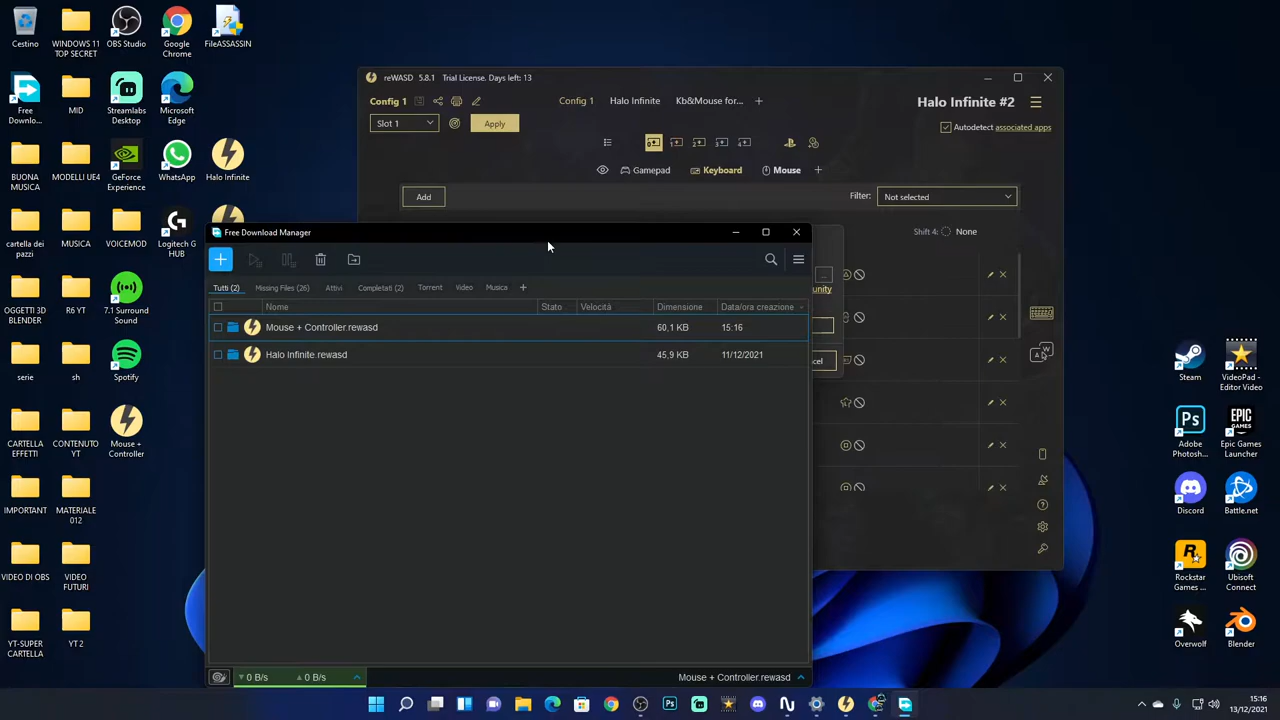 Cestino
WINDOWS 11
TOP SECRET
OBS Studio
Google
Chrome
FileASSASSIN
Free
Downlo...
MID
Streamlabs
Desktop
Microsoft
Edge
BUONA
MUSICA
MODELLI UE4
GeForce
Experience
WhatsApp
Halo Infinite
cartella dei
pazzi
MUSICA
VOICEMOD
Logitech G
HUB
OGGETTI 3D
BLENDER
R6 YT
7.1 Surround
Sound
serie
sh
Spotify
CARTELLA
EFFETTI
CONTENUTO
YT
Mouse +
Controller
IMPORTANT
MATERIALE
012
VIDEO DI OBS
VIDEO
FUTURI
YT-SUPER
CARTELLA
YT 2
reWASD 5.8.1 Trial License. Days left: 13
Config 1
Config 1 Halo Infinite Kb&Mouse for...
Halo Infinite #2
Slot 1
Apply
Autodetect associated apps
Gamepad
Keyboard
Mouse
Add
Filter:
Not selected
Shift 4: None
unity
cel
Free Download Manager
Tutti (2) Missing Files (26) Attivi Completati (2) Torrent Video Musica
Nome Stato Velocità Dimensione Data/ora creazione
Mouse + Controller.rewasd 60,1 KB 15:16
Halo Infinite.rewasd 45,9 KB 11/12/2021
0 B/s 0 B/s
Mouse + Controller.rewasd
Steam
VideoPad -
Editor Video
Ps
Adobe
Photosh...
EPIC
GAMES
Epic Games
Launcher
Discord
Battle.net
Rockstar
Games ...
Ubisoft
Connect
Overwolf
Blender
15:16
13/12/2021